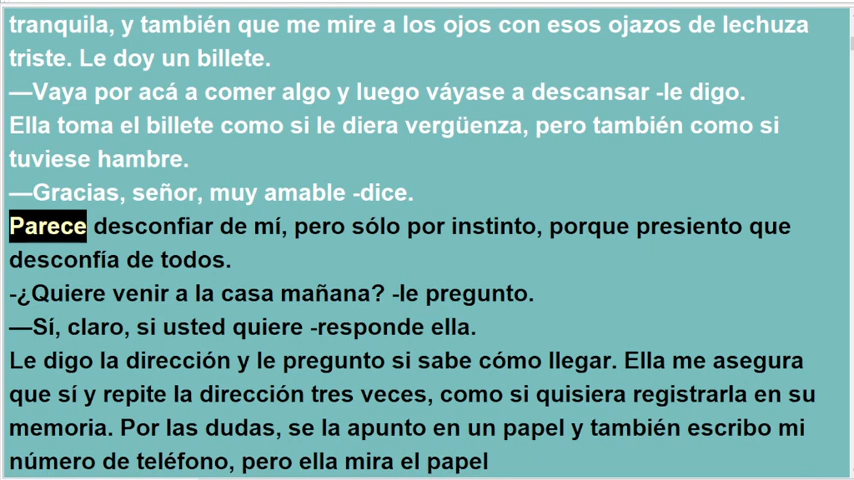 tranquila, y también que me mire a los ojos con esos ojazos de lechuza
triste. Le doy un billete.
—Vaya por acá a comer algo y luego váyase a descansar -le digo.
Ella toma el billete como si le diera vergüenza, pero también como si
tuviese hambre.
—Gracias, señor, muy amable -dice.
Parece desconfiar de mí, pero sólo por instinto, porque presiento que
desconfía de todos.
-¿Quiere venir a la casa mañana? -le pregunto.
—Sí, claro, si usted quiere -responde ella.
Le digo la dirección y le pregunto si sabe cómo llegar. Ella me asegura
que sí y repite la dirección tres veces, como si quisiera registrarla en su
memoria. Por las dudas, se la apunto en un papel y también escribo mi
número de teléfono, pero ella mira el papel